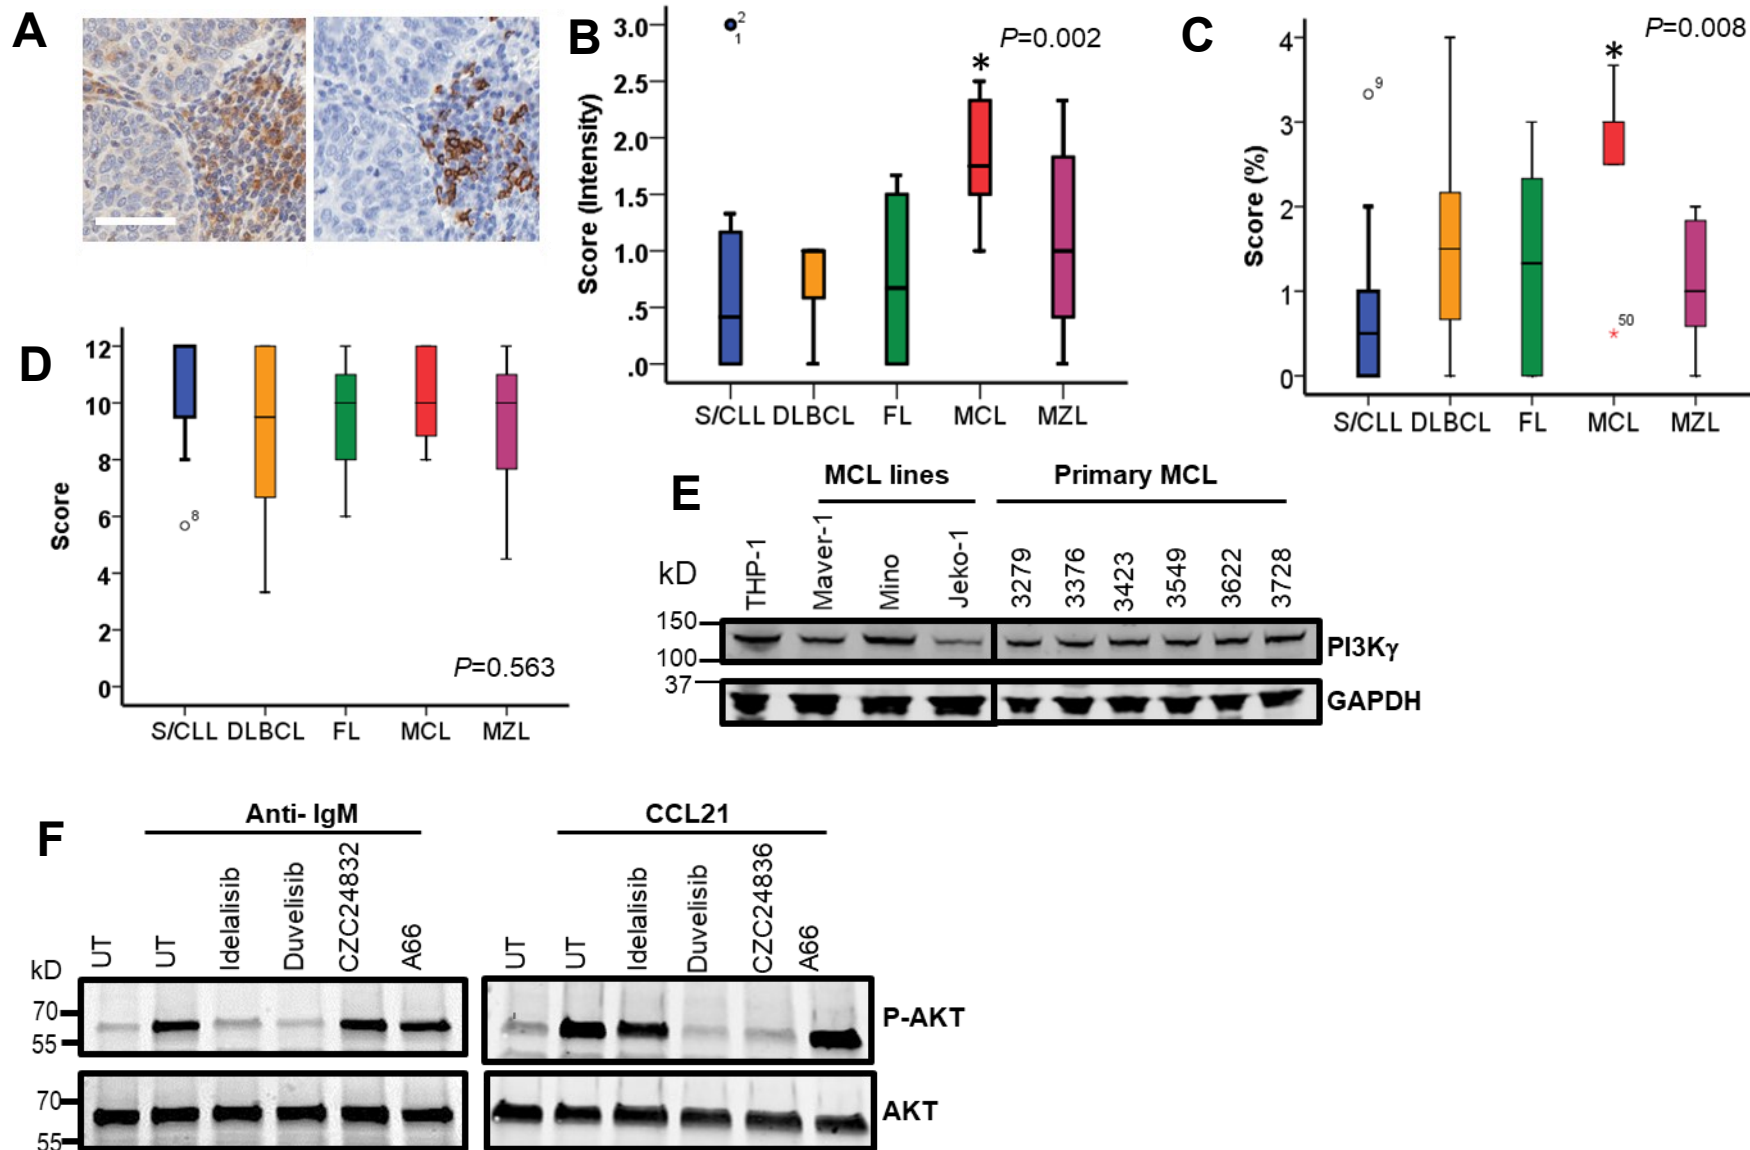 A
B
3.0
2.5
2.0
1.5
1.0
.5
.0
Score (Intensity)
2
1
*
P=0.002
S/CLL DLBCL FL MCL MZL
C
4
3
2
1
0
Score (%)
9
*
50
*
P=0.008
S/CLL DLBCL FL MCL MZL
D
12
10
8
6
4
2
0
Score
8
P=0.563
S/CLL DLBCL FL MCL MZL
E
MCL lines Primary MCL
kD THP-1 Maver-1 Mino Jeko-1 3279 3376 3423 3549 3622 3728
150
100
PI3Kγ
37
GAPDH
F
Anti- IgM CCL21
kD UT UT Idelalisib Duvelisib CZC24832 A66 UT UT Idelalisib Duvelisib CZC24836 A66
70
55
P-AKT
70
55
AKT